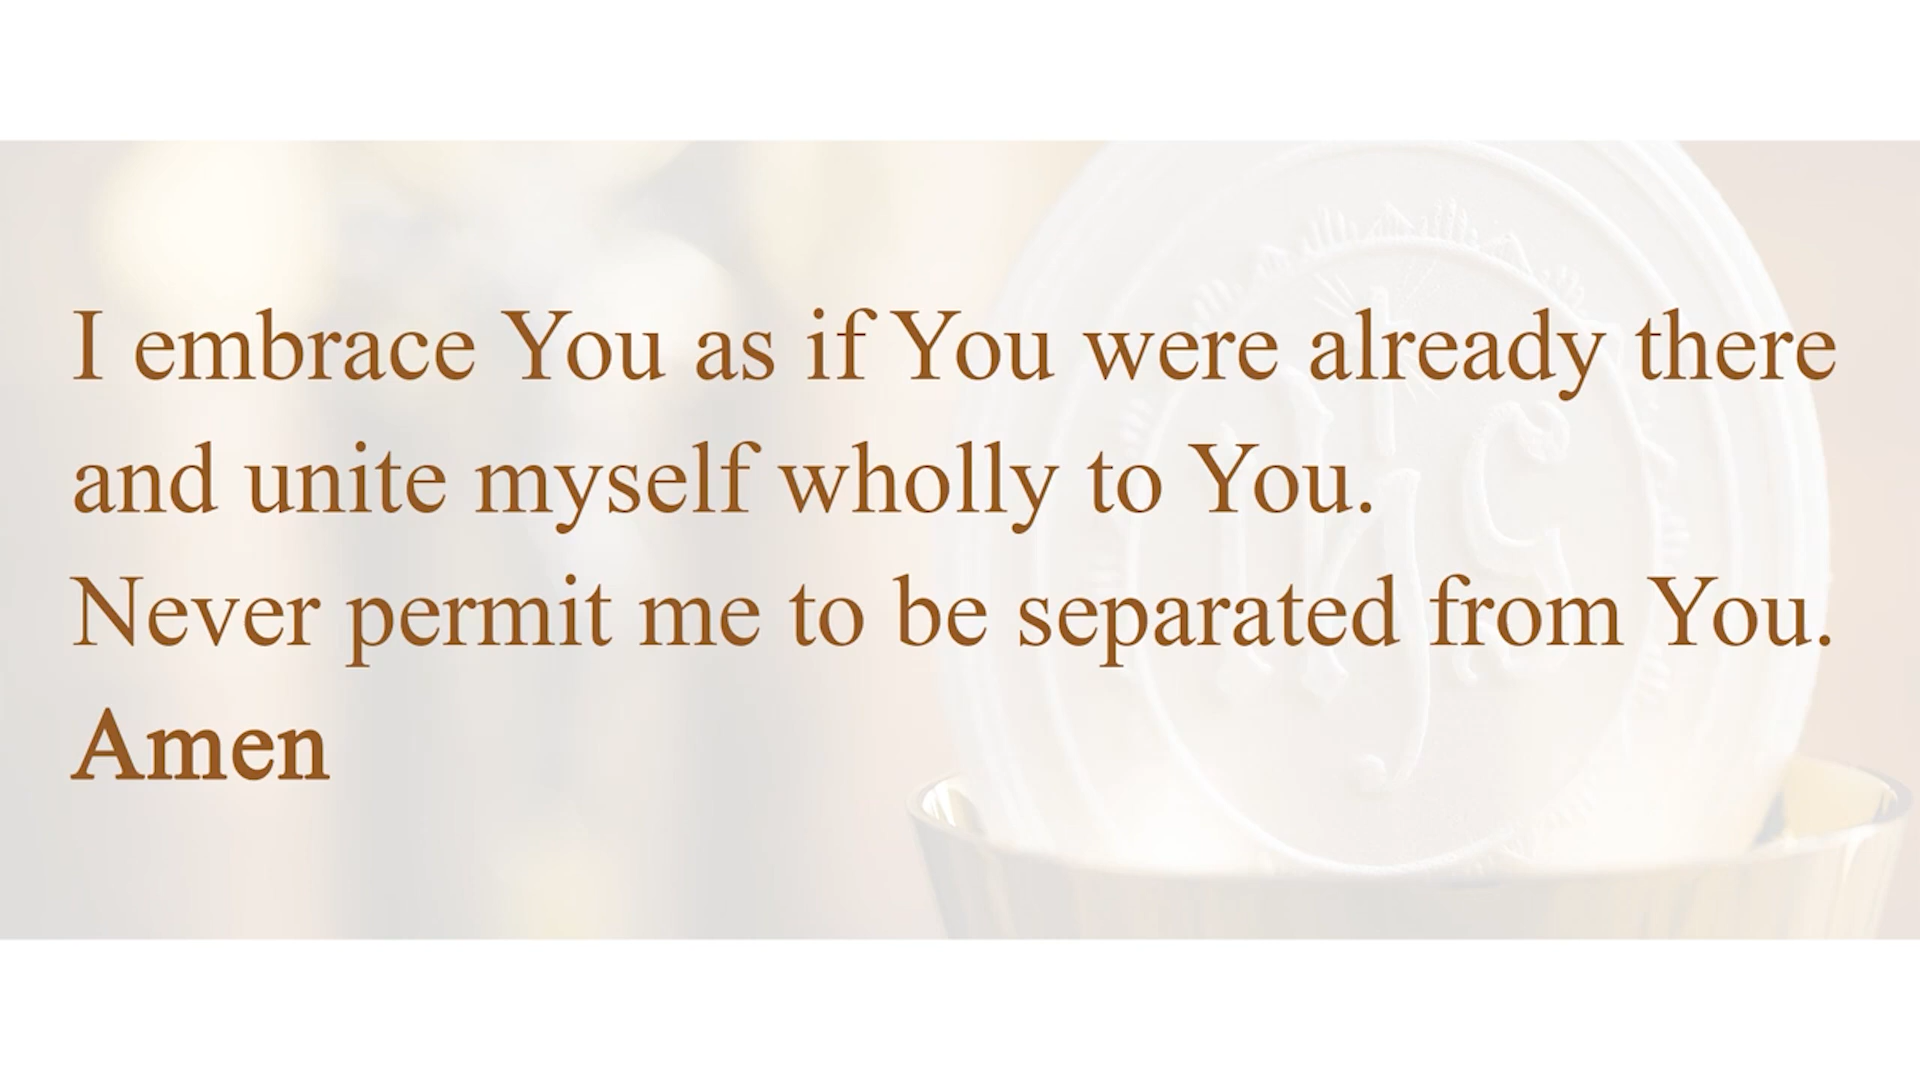 I embrace You as if You were already there
and unite myself wholly to You.
Never permit me to be separated from You.
Amen